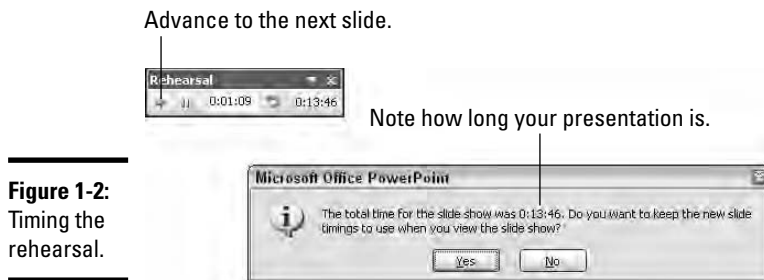 Advance to the next slide.
Rehearsal
0:01:09 0:13:46
Note how long your presentation is.
Figure 1-2:
Timing the
rehearsal.
Microsoft Office PowerPoint
The total time for the slide show was 0:13:46. Do you want to keep the new slide
timings to use when you view the slide show?
Yes No